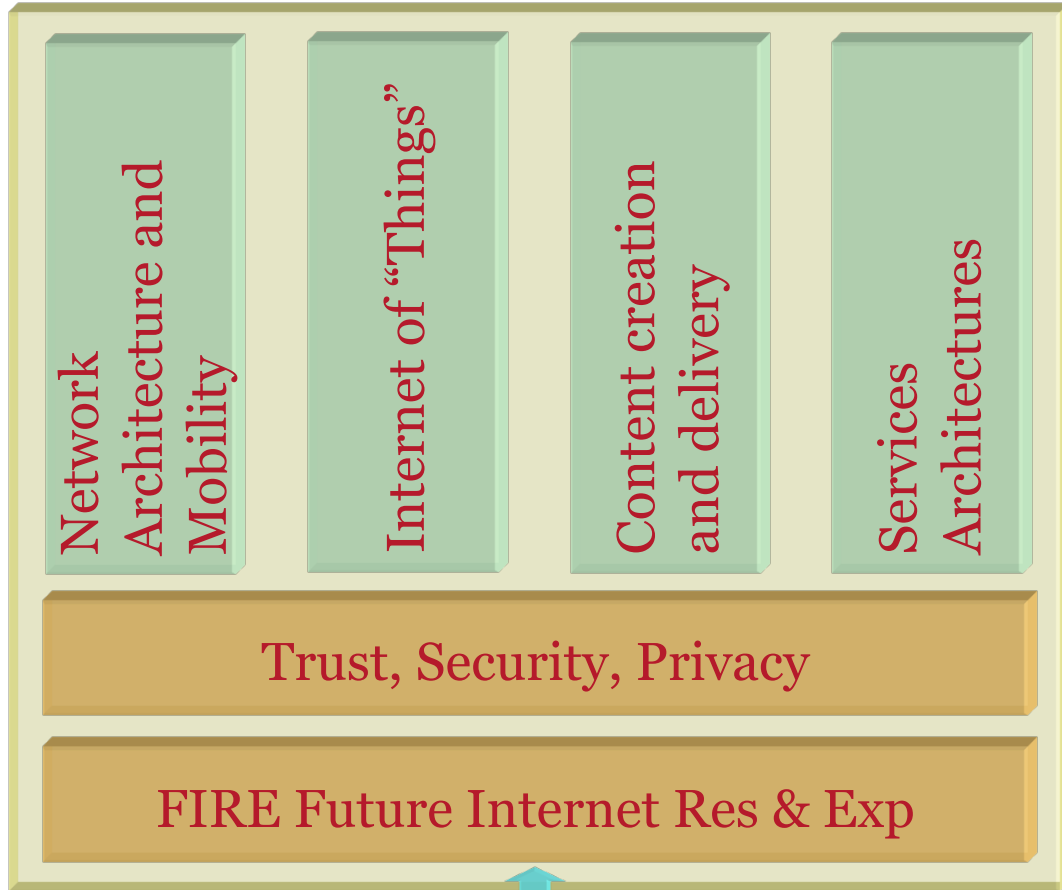 Network
Architecture and
Mobility
Internet of “Things”
Content creation
and delivery
Services
Architectures
Trust, Security, Privacy
FIRE Future Internet Res & Exp